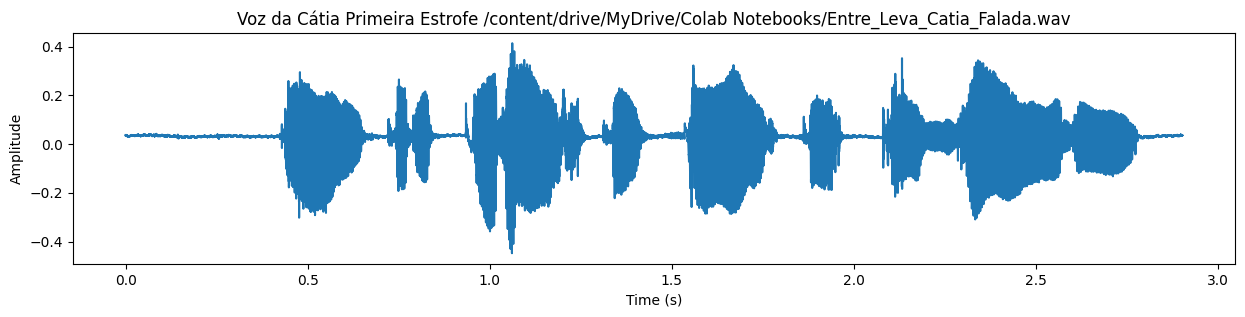 Voz da Cátia Primeira Estrofe /content/drive/MyDrive/Colab Notebooks/Entre_Leva_Catia_Falada.wav
0.4
0.2
0.0
−0.2
−0.4
Amplitude
0.0 0.5 1.0 1.5 2.0 2.5 3.0
Time (s)